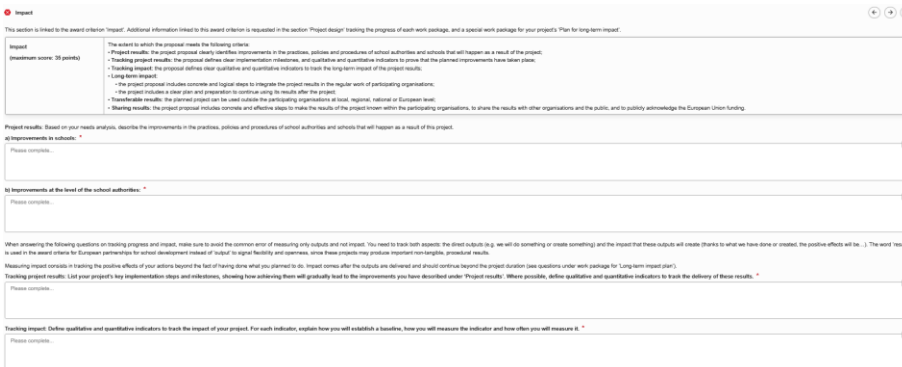 Impact
This section is linked to the award criterion 'Impact'. Additional information linked to this award criterion is requested in the section 'Project design' tracking the progress of each work package, and a special work package for your project's 'Plan for long-term impact'.
Impact
(maximum score: 35 points)
The extent to which the proposal meets the following criteria:
• Project results: the project proposal clearly identifies improvements in the practices, policies and procedures of school authorities and schools that will happen as a result of the project;
• Tracking project results: the proposal defines clear implementation milestones, and qualitative and quantitative indicators to prove that the planned improvements have taken place;
• Tracking impact: the proposal defines clear qualitative and quantitative indicators to track the long-term impact of the project results;
• Long-term impact:
• the project proposal includes concrete and logical steps to integrate the project results in the regular work of participating organisations;
• the project includes a clear plan and preparation to continue using its results after the project;
• Transferable results: the planned project can be used outside the participating organisations at local, regional, national or European level;
• Sharing results: the project proposal includes concrete and effective steps to make the results of the project known within the participating organisations, to share the results with other organisations and the public, and to publicly acknowledge the European Union funding.
Project results: Based on your needs analysis, describe the improvements in the practices, policies and procedures of school authorities and schools that will happen as a result of this project.
a) Improvements in schools: *
Please complete...
b) Improvements at the level of the school authorities: *
Please complete...
When answering the following questions on tracking progress and impact, make sure to avoid the common error of measuring only outputs and not impact. You need to track both aspects: the direct outputs (e.g. we will do something or create something) and the impact that these outputs will create (thanks to what we have done or created, the positive effects will be...). The word
is used in the award criteria for European partnerships for school development instead of 'output' to signal flexibility and openness, since these projects may produce important non-tangible, procedural results.
Measuring impact consists in tracking the positive effects of your actions beyond the fact of having done what you planned to do. Impact comes after the outputs are delivered and should continue beyond the project duration (see questions under work package for 'Long-term impact plan').
Tracking project results: List your project's key implementation steps and milestones, showing how achieving them will gradually lead to the improvements you have described under 'Project results'. Where possible, define qualitative and quantitative indicators to track the delivery of these results. *
Please complete...
Tracking impact: Define qualitative and quantitative indicators to track the impact of your project. For each indicator, explain how you will establish a baseline, how you will measure the indicator and how often you will measure it. *
Please complete...